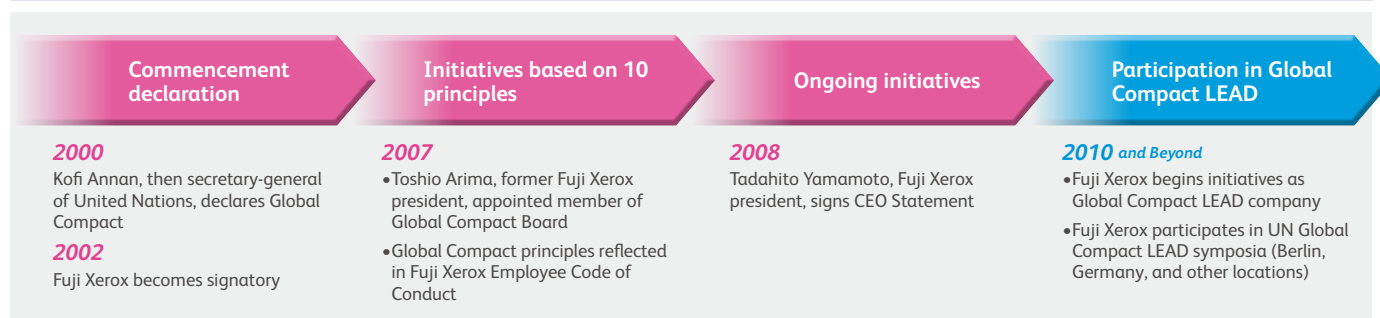 Commencement
declaration
2000
Kofi Annan, then secretary-general
of United Nations, declares Global
Compact
2002
Fuji Xerox becomes signatory
Initiatives based on 10
principles
2007
•Toshio Arima, former Fuji Xerox
president, appointed member of
Global Compact Board
•Global Compact principles reflected
in Fuji Xerox Employee Code of
Conduct
Ongoing initiatives
2008
Tadahito Yamamoto, Fuji Xerox
president, signs CEO Statement
Participation in Global
Compact LEAD
2010 and Beyond
•Fuji Xerox begins initiatives as
Global Compact LEAD company
•Fuji Xerox participates in UN Global
Compact LEAD symposia (Berlin,
Germany, and other locations)